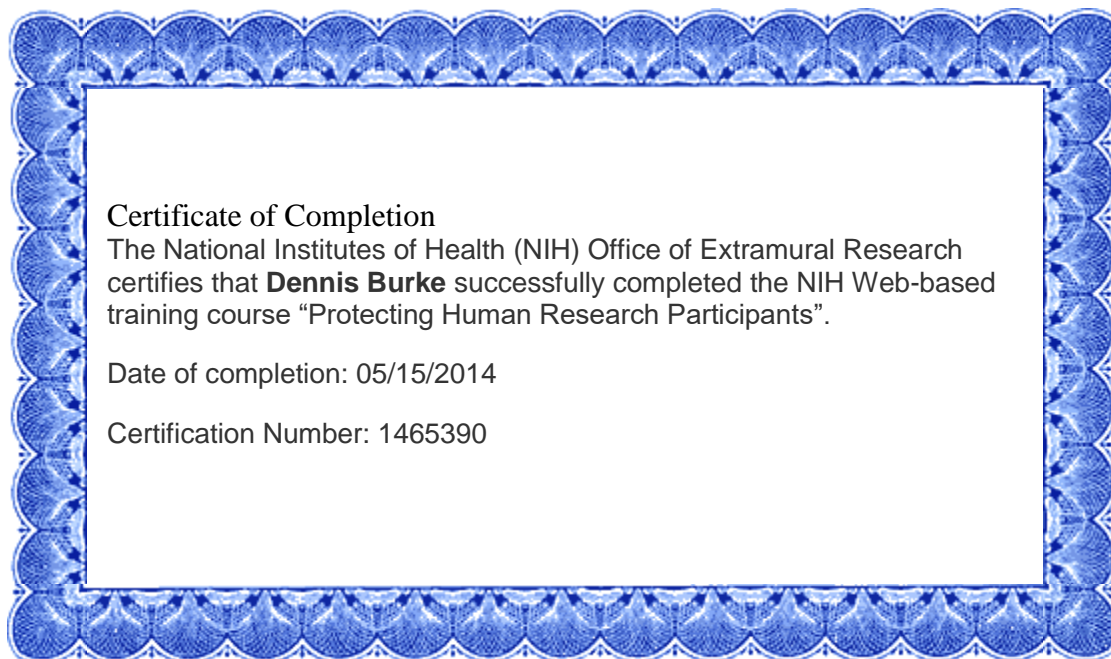 Certificate of Completion
The National Institutes of Health (NIH) Office of Extramural Research
certifies that Dennis Burke successfully completed the NIH Web-based
training course “Protecting Human Research Participants”.
Date of completion: 05/15/2014
Certification Number: 1465390